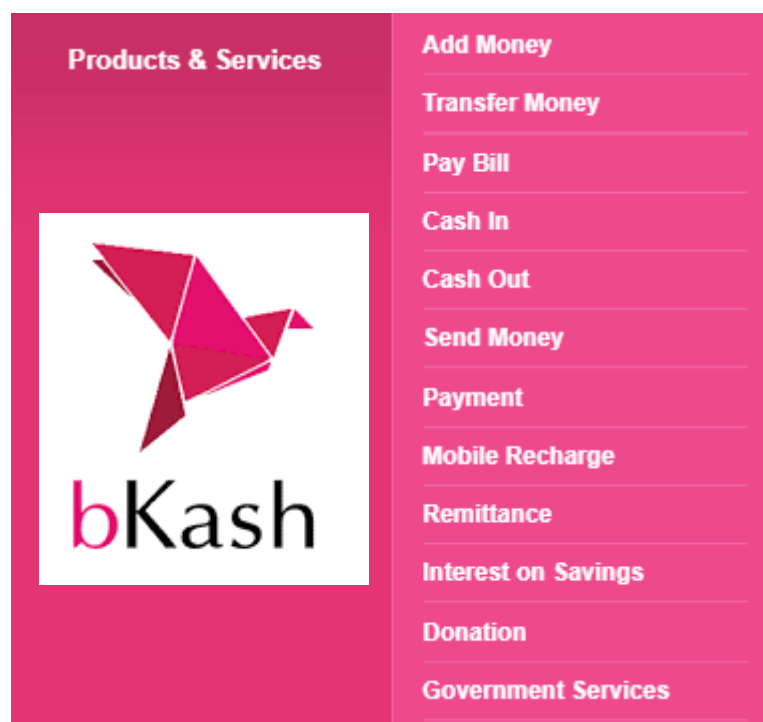 Products & Services
bKash
Add Money
Transfer Money
Pay Bill
Cash In
Cash Out
Send Money
Payment
Mobile Recharge
Remittance
Interest on Savings
Donation
Government Services